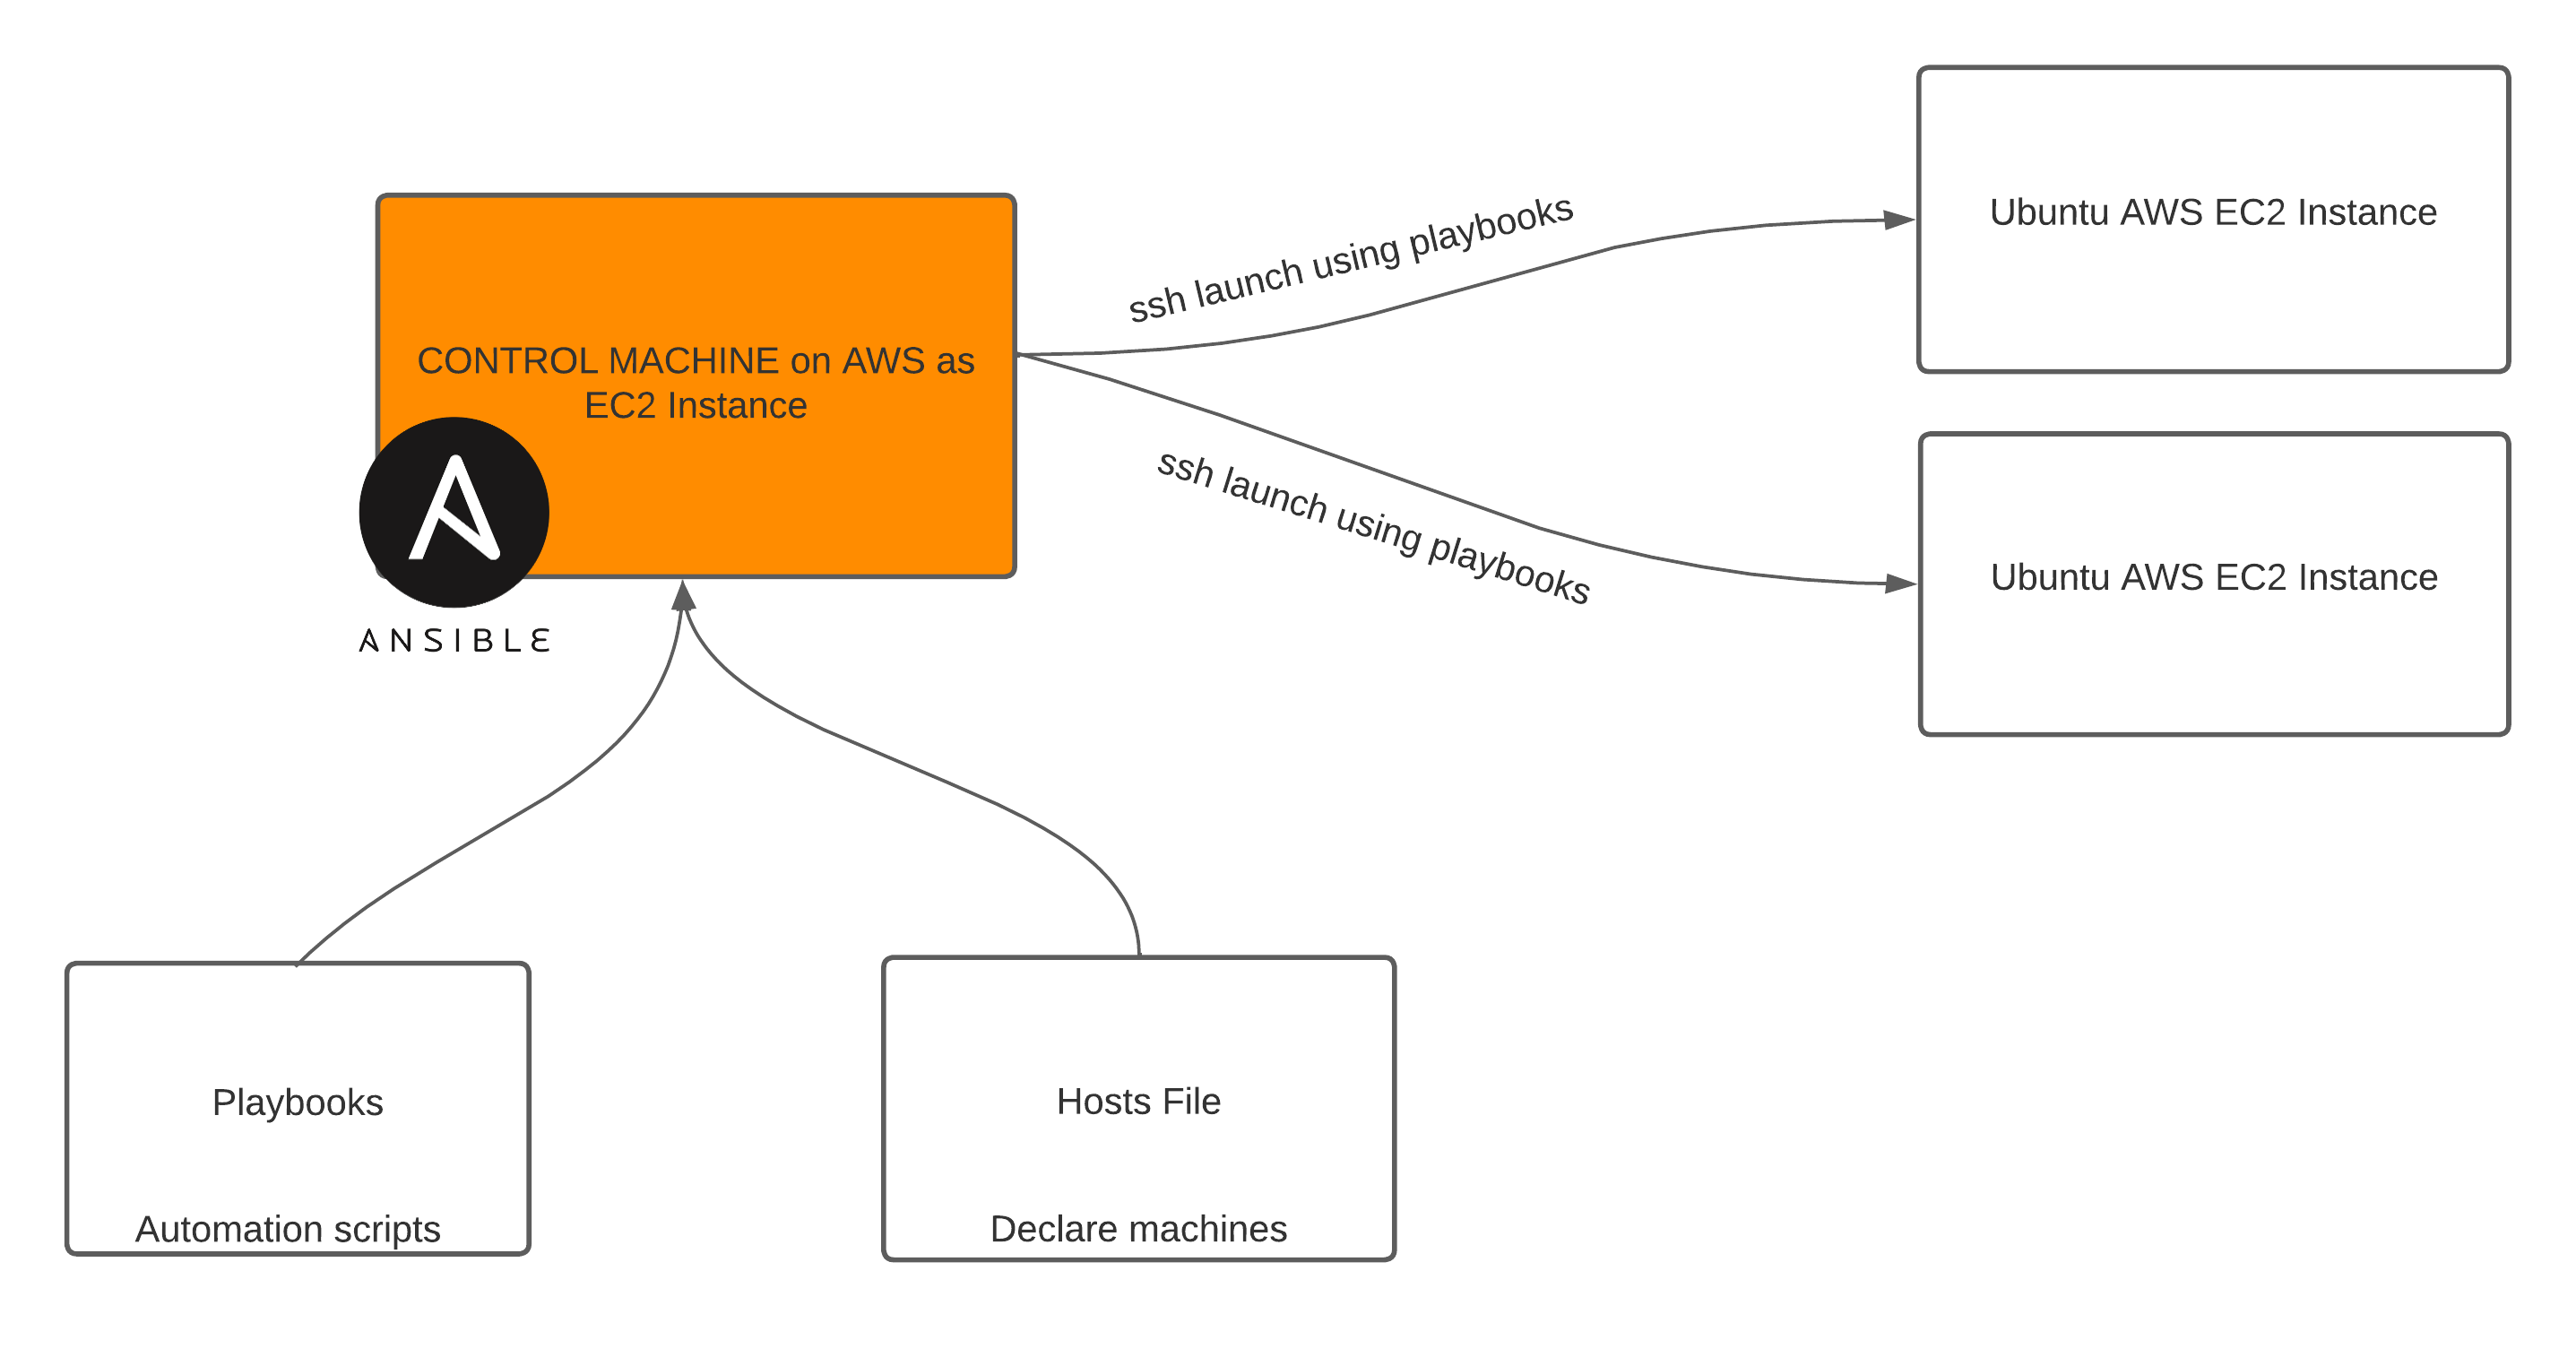 Ubuntu AWS EC2 Instance
ssh launch using playbooks
CONTROL MACHINE on AWS as
EC2 Instance
ssh launch using playbooks
Ubuntu AWS EC2 Instance
ANSIBLE
Playbooks
Automation scripts
Hosts File
Declare machines